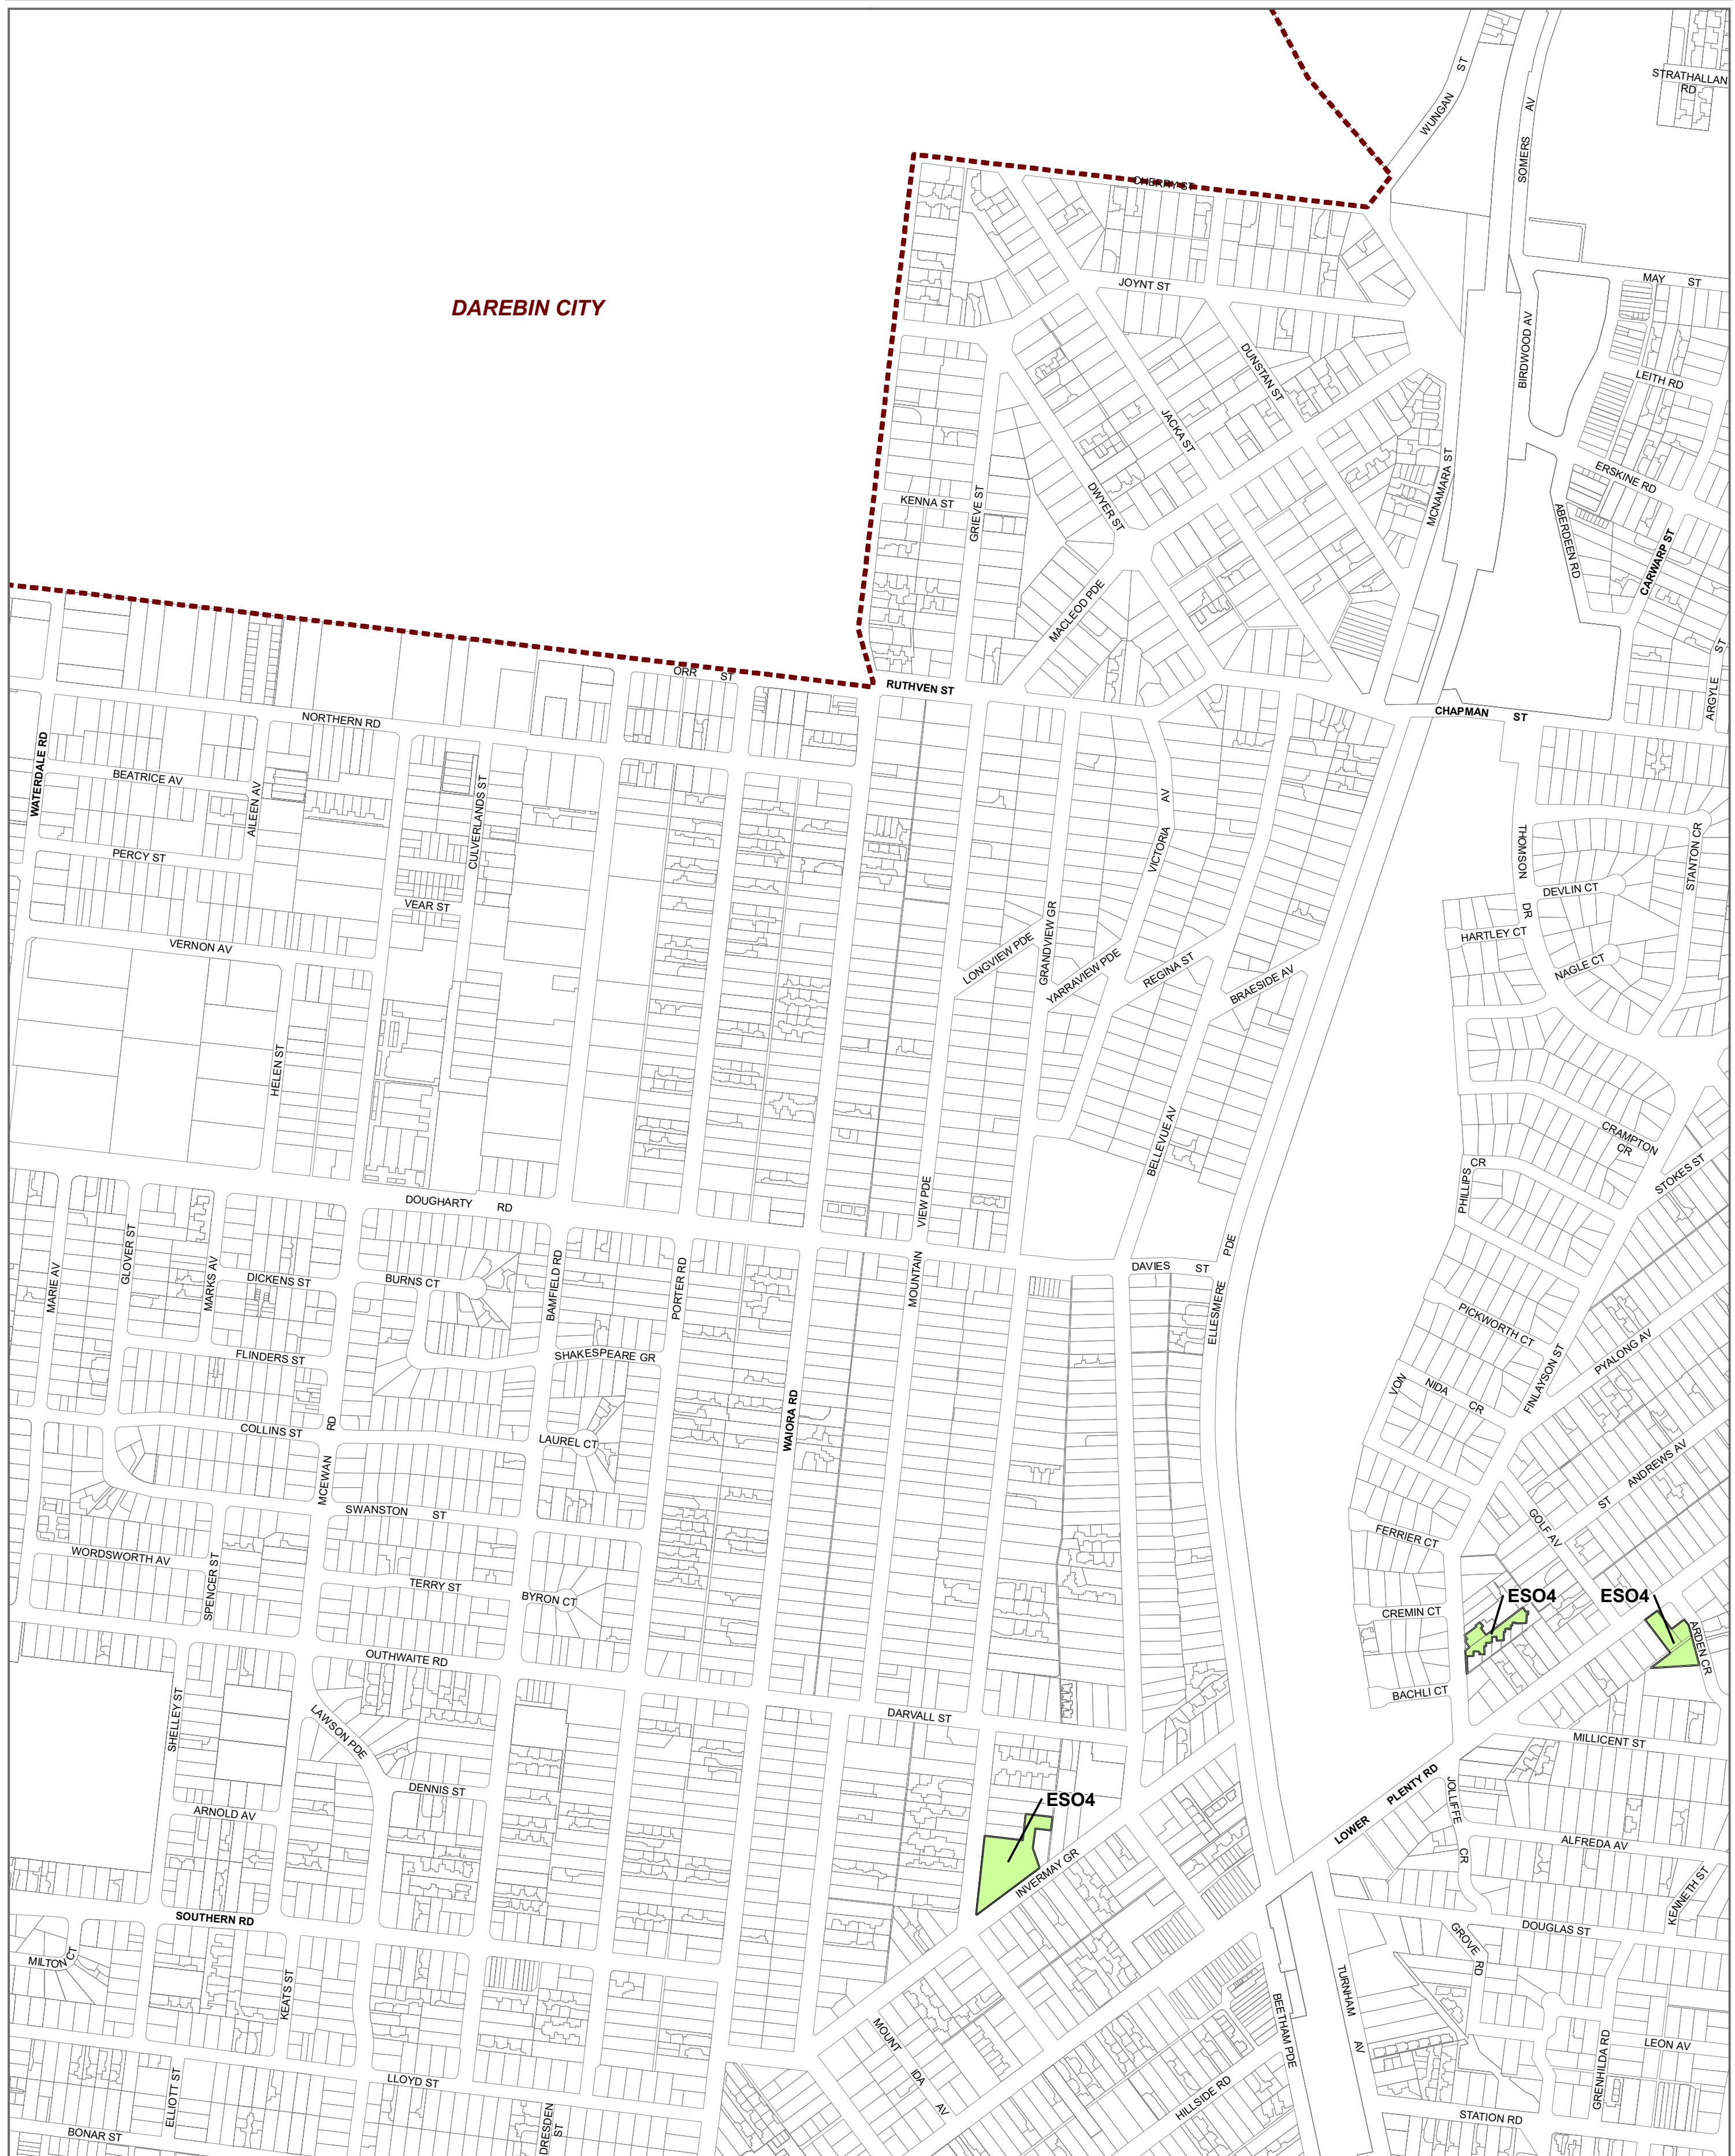 WUNGAN ST
SOMERS AV
STRATHALLAN
RD
CHERRY ST
DAREBIN CITY
JOYNT ST
MAY ST
BIRDWOOD AV
DUNSTAN ST
LEITH RD
JACKA ST
MCNAMARA ST
ERSKINE RD
KENNA ST
GRIEVE ST
DWYER ST
ABERDEEN RD
CARWARP ST
MACLEOD PDE
ORR ST
RUTHVEN ST
ARGYLE ST
CHAPMAN ST
NORTHERN RD
WATERDALE RD
BEATRICE AV
AILEEN AV
CULVERLANDS ST
VICTORIA AV
THOMSON DR
STANTON CR
PERCY ST
DEVLIN CT
VEAR ST
HARTLEY CT
VERNON AV
LONGVIEW PDE
GRANDVIEW GR
YARRAVIEW PDE
REGINA ST
BRAESIDE AV
NAGLE CT
HELEN ST
BELLEVUE AV
CRAMPTON
CR
PHILLIPS CR
STOKES ST
DOUGHARTY RD
VIEW PDE
MOUNTAIN
GLOVER ST
MARIE AV
MARKS AV
DICKENS ST
BURNS CT
BAMFIELD RD
PORTER RD
DAVIES ST
ELLESMERE PDE
PICKWORTH CT
PYALONG AV
FLINDERS ST
SHAKESPEARE GR
WAIORA RD
VON NIDA CR
FINLAYSON ST
COLLINS ST
LAUREL CT
MCEWAN RD
ST ANDREWS AV
SWANSTON ST
GOLF AV
FERRIER CT
WORDSWORTH AV
SPENCER ST
TERRY ST
BYRON CT
ESO4
ESO4
CREMIN CT
ARDEN CR
OUTHWAITE RD
BACHLI CT
SHELLEY ST
LAWSON PDE
DARVALL ST
MILLICENT ST
DENNIS ST
ESO4
LOWER PLENTY RD
JOLLIFFE CR
ARNOLD AV
ALFREDA AV
INVERMAY GR
KENNETH ST
SOUTHERN RD
DOUGLAS ST
GROVE RD
MILTON CT
KEATS ST
TURNHAM AV
BEETHAM PDE
MOUNT IDA AV
GRENHILDA RD
LEON AV
ELLIOTT ST
LLOYD ST
HILLSIDE RD
STATION RD
DRESDEN
ST
BONAR ST